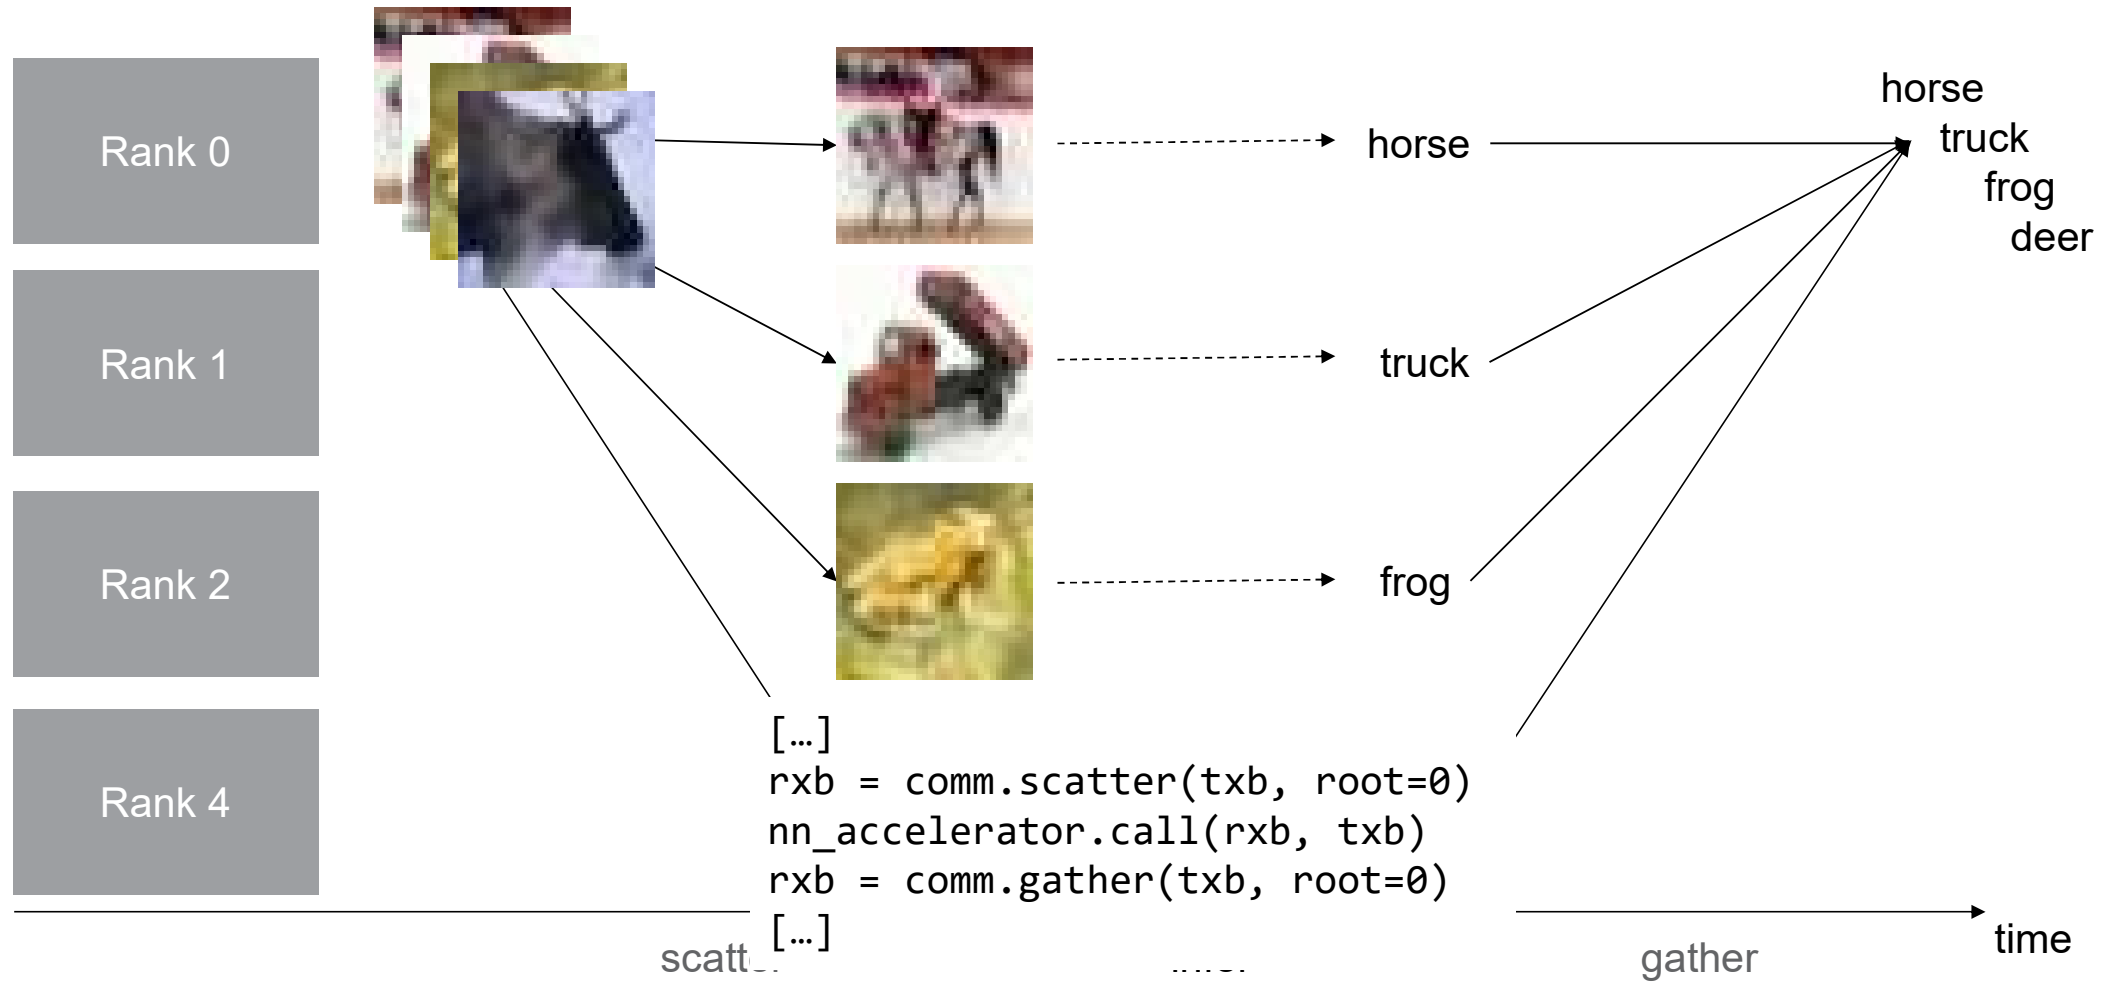 horse
Rank 0
horse
truck
frog
deer
Rank 1
truck
Rank 2
frog
Rank 4
[…]
rxb = comm.scatter(txb, root=0)
nn_accelerator.call(rxb, txb)
rxb = comm.gather(txb, root=0)
[…]
time
gather